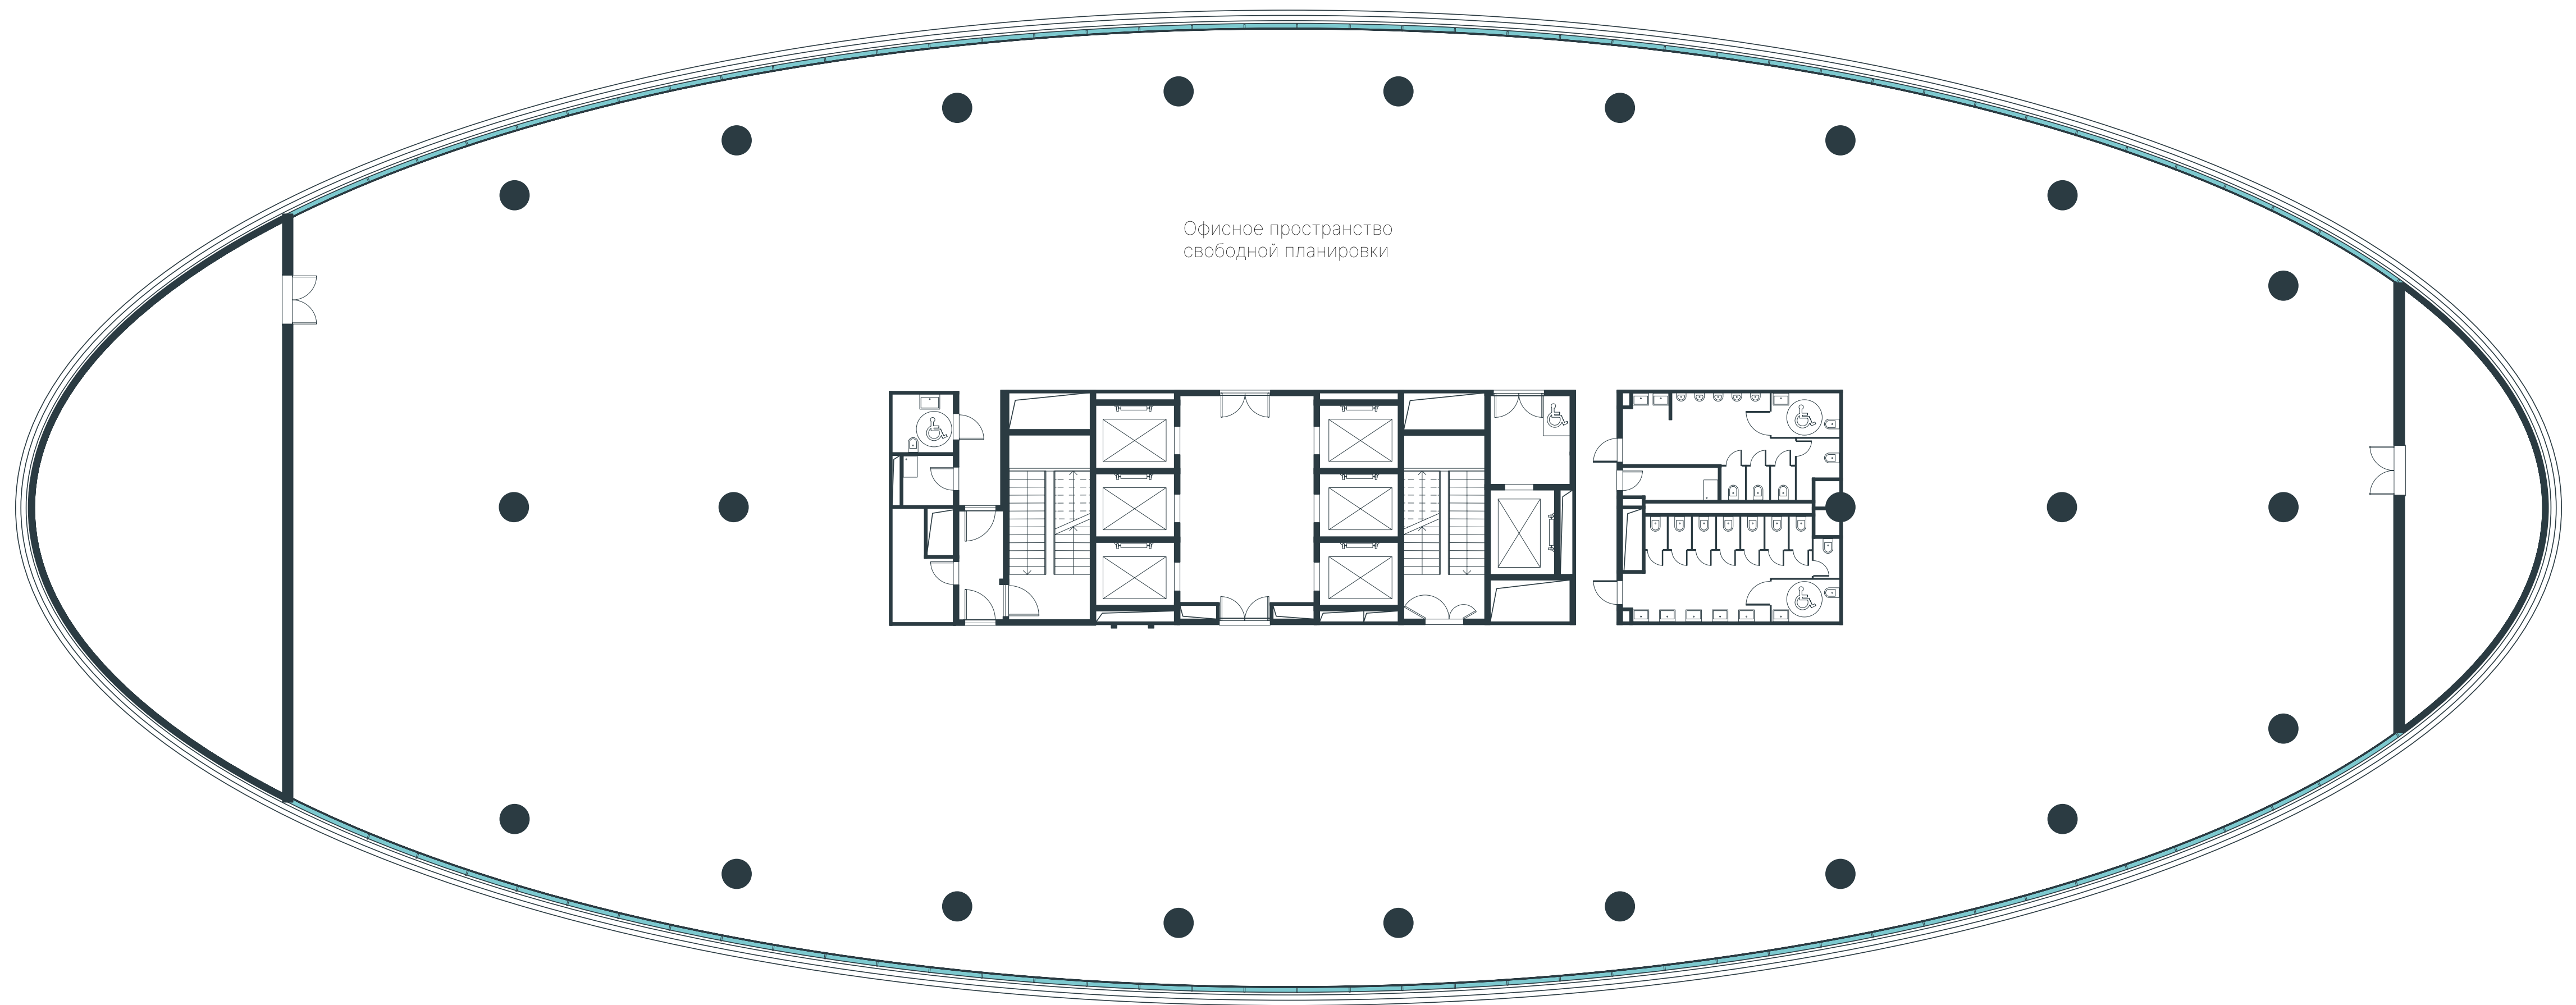 Офисное пространство
свободной планировки